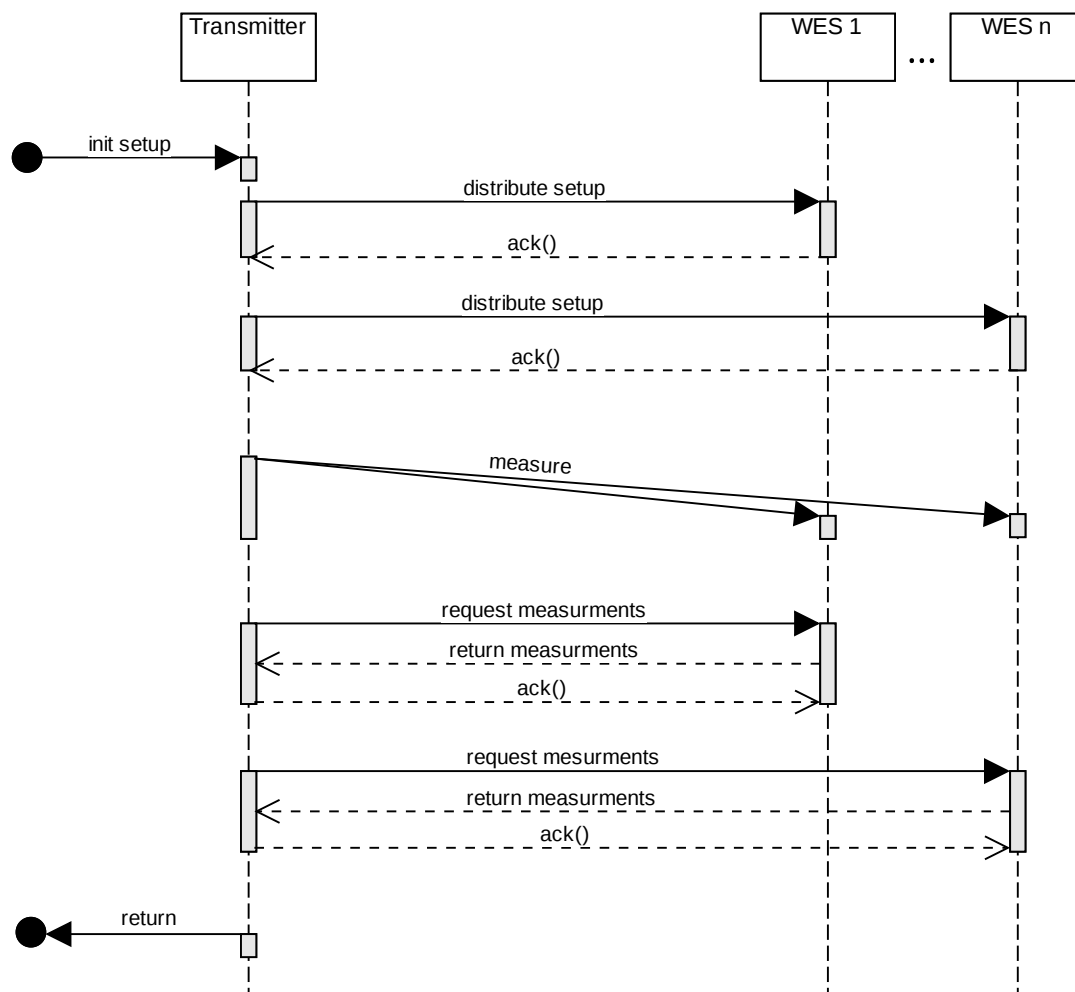 Transmitter
WES 1
...
WES n
init setup
distribute setup
ack()
distribute setup
ack()
measure
request measurments
return measurments
ack()
request mesurments
return measurments
ack()
return